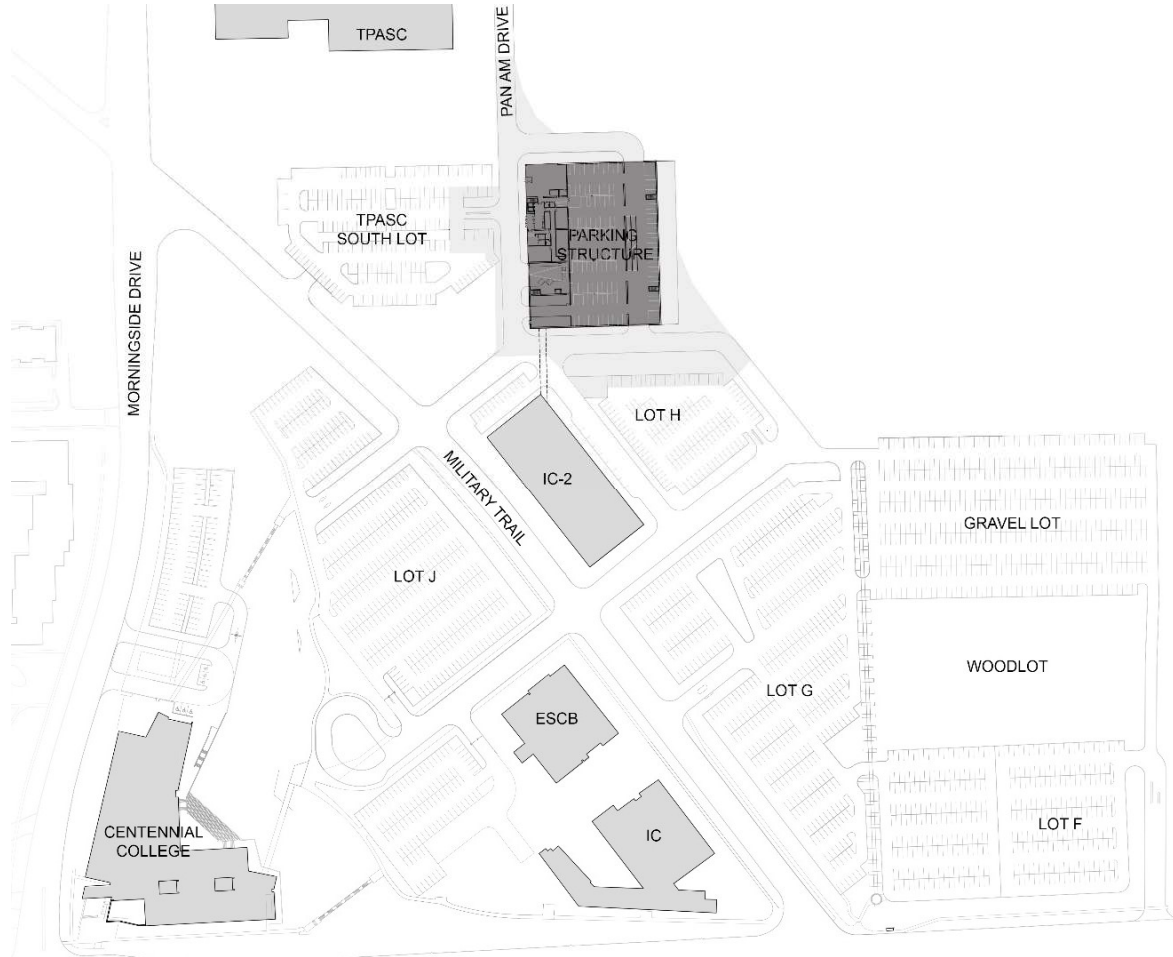 TPASC
PAN AM DRIVE
TPASC
SOUTH LOT
PARKING
STRUCTURE
MORNINGSIDE DRIVE
LOT H
MILITARY TRAIL
IC-2
GRAVEL LOT
LOT J
WOODLOT
LOT G
ESCB
CENTENNIAL
COLLEGE
IC
LOT F